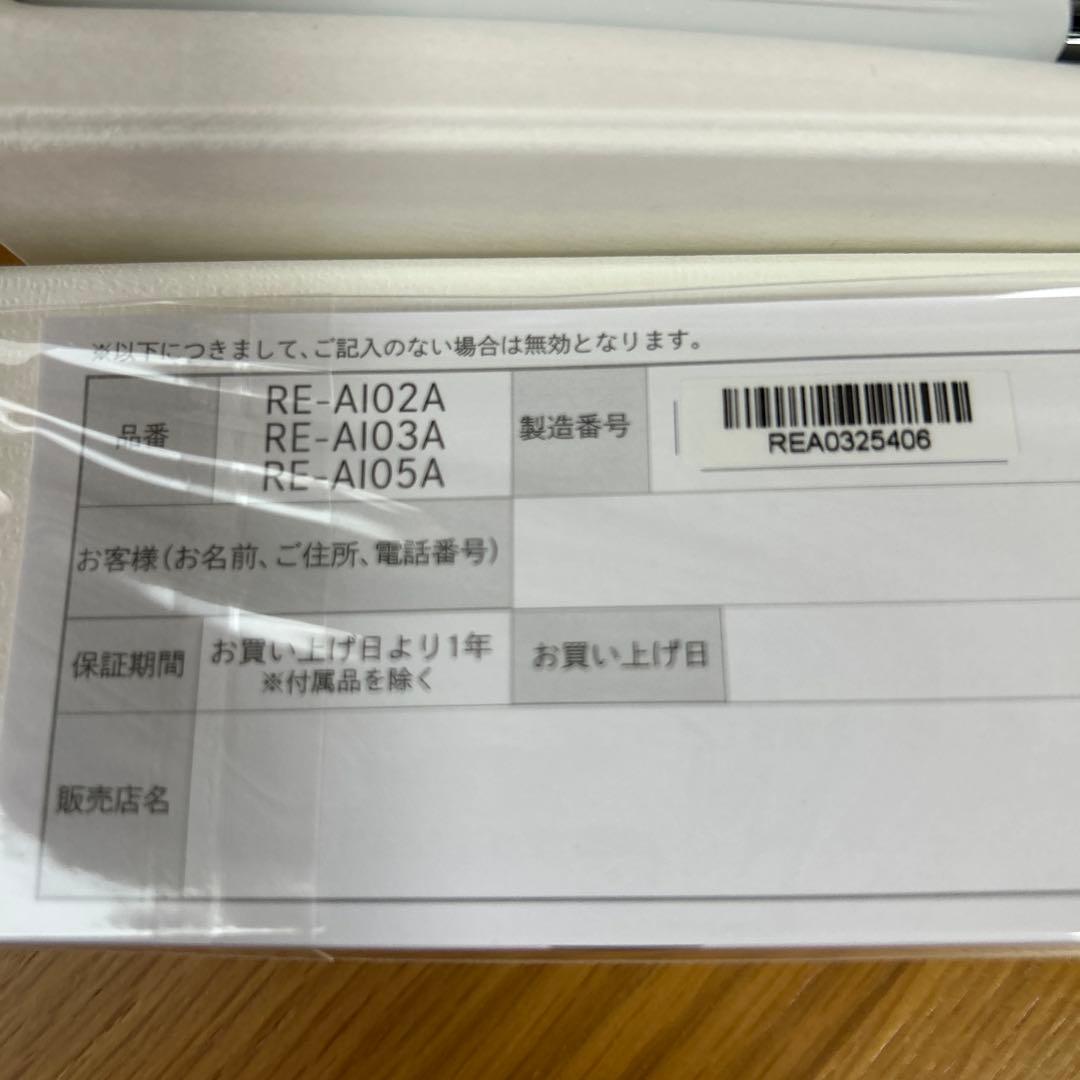 ※以下につきまして、ご記入のない場合は無効となります。
品番
RE-AI02A
RE-AI03A
RE-AI05A
製造番号
REA0325406
お客様(お名前、ご住所、電話番号)
保証期間
お買い上げ日より1年
※付属品を除く
お買い上げ日
販売店名